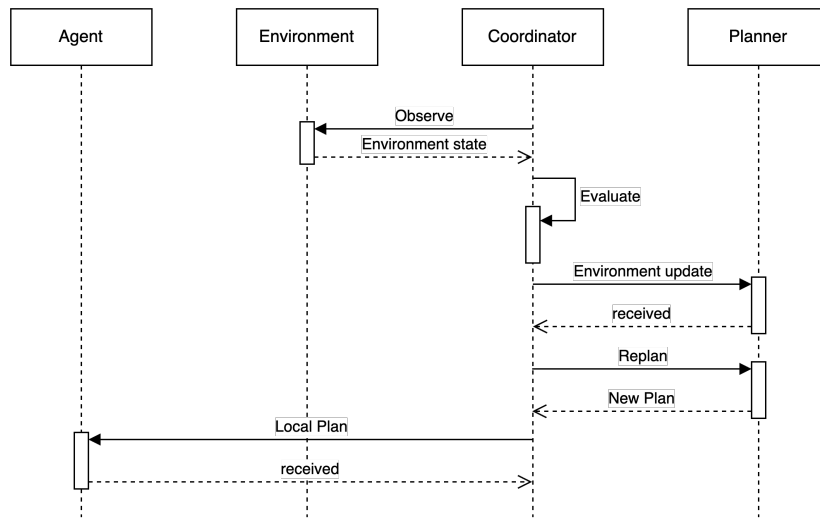 Agent
Environment
Coordinator
Planner
Observe
Environment state
Evaluate
Environment update
received
Replan
New Plan
Local Plan
received